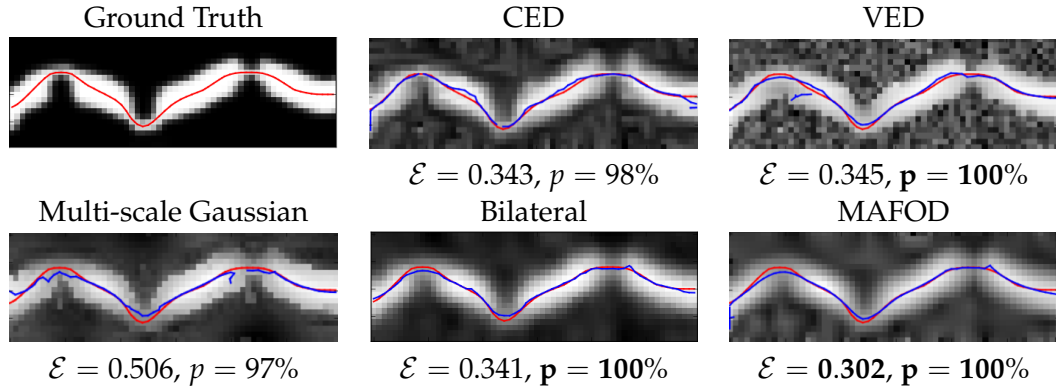 Ground Truth
CED
VED
ℰ = 0.343, p = 98%
ℰ = 0.345, p = 100%
Multi-scale Gaussian
Bilateral
MAFOD
ℰ = 0.506, p = 97%
ℰ = 0.341, p = 100%
ℰ = 0.302, p = 100%